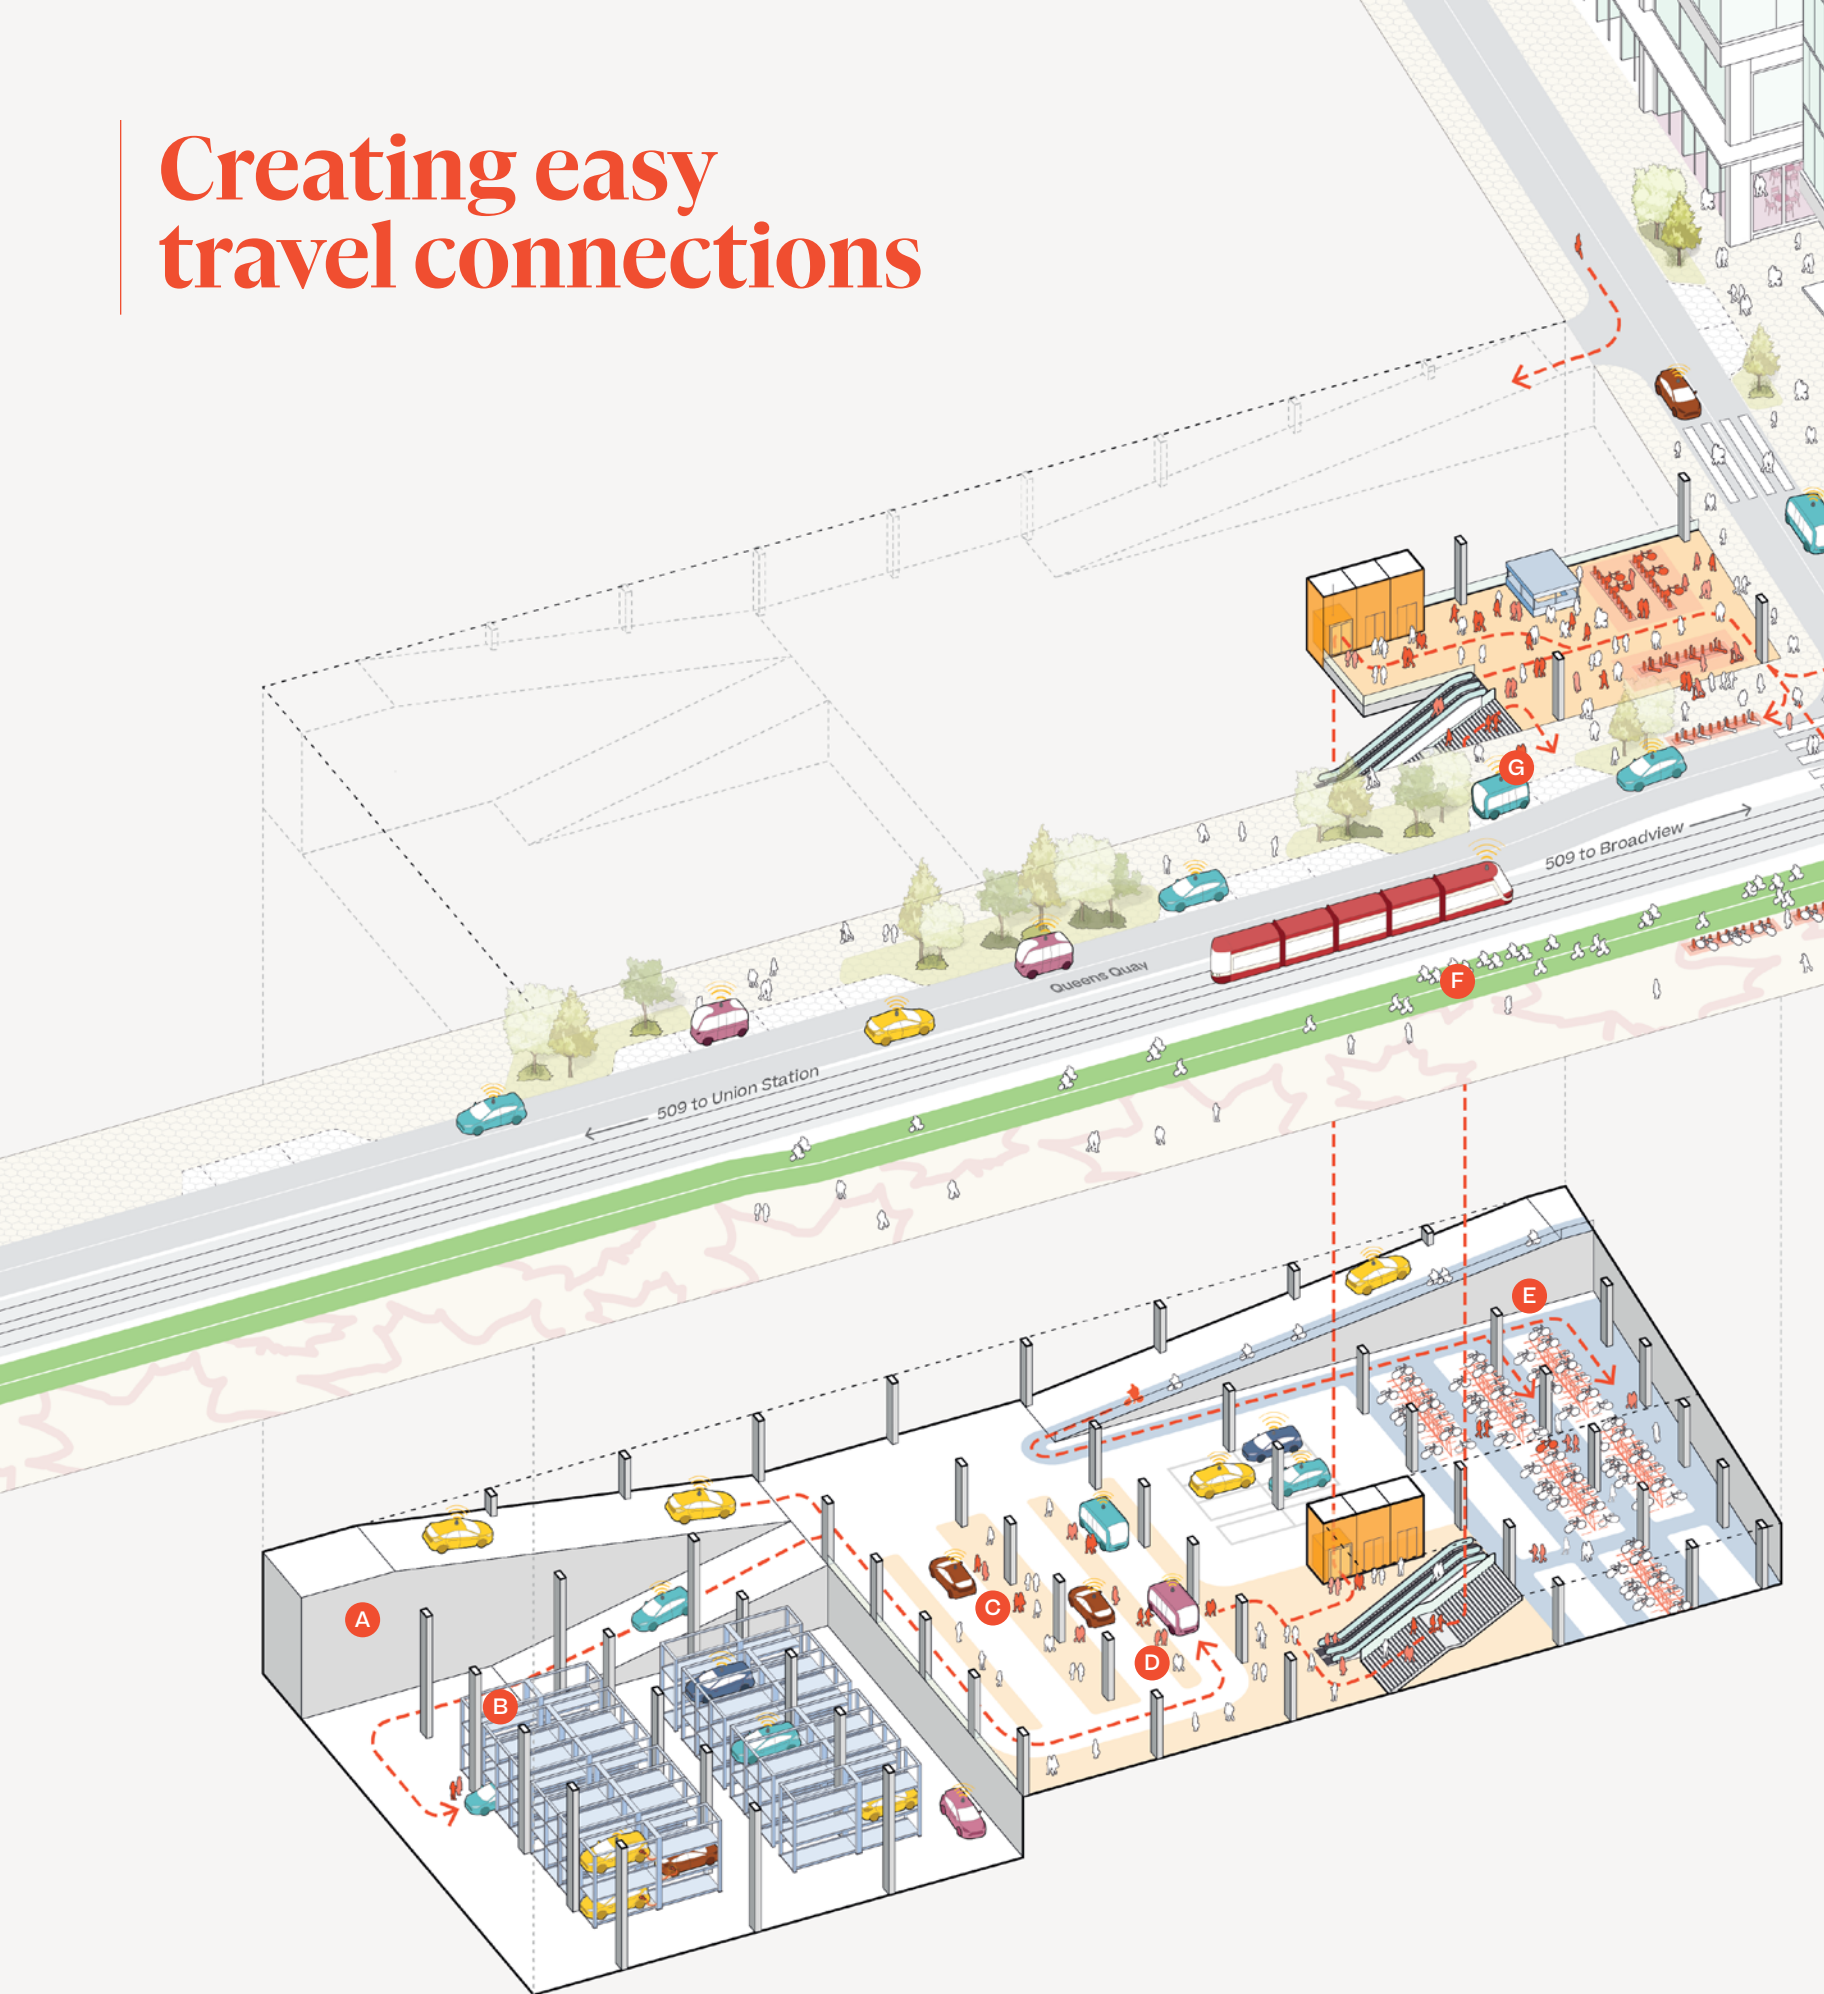 Creating easy
travel connections
G
509 to Broadview
Queens Quay
F
509 to Union Station
E
A
C
D
B